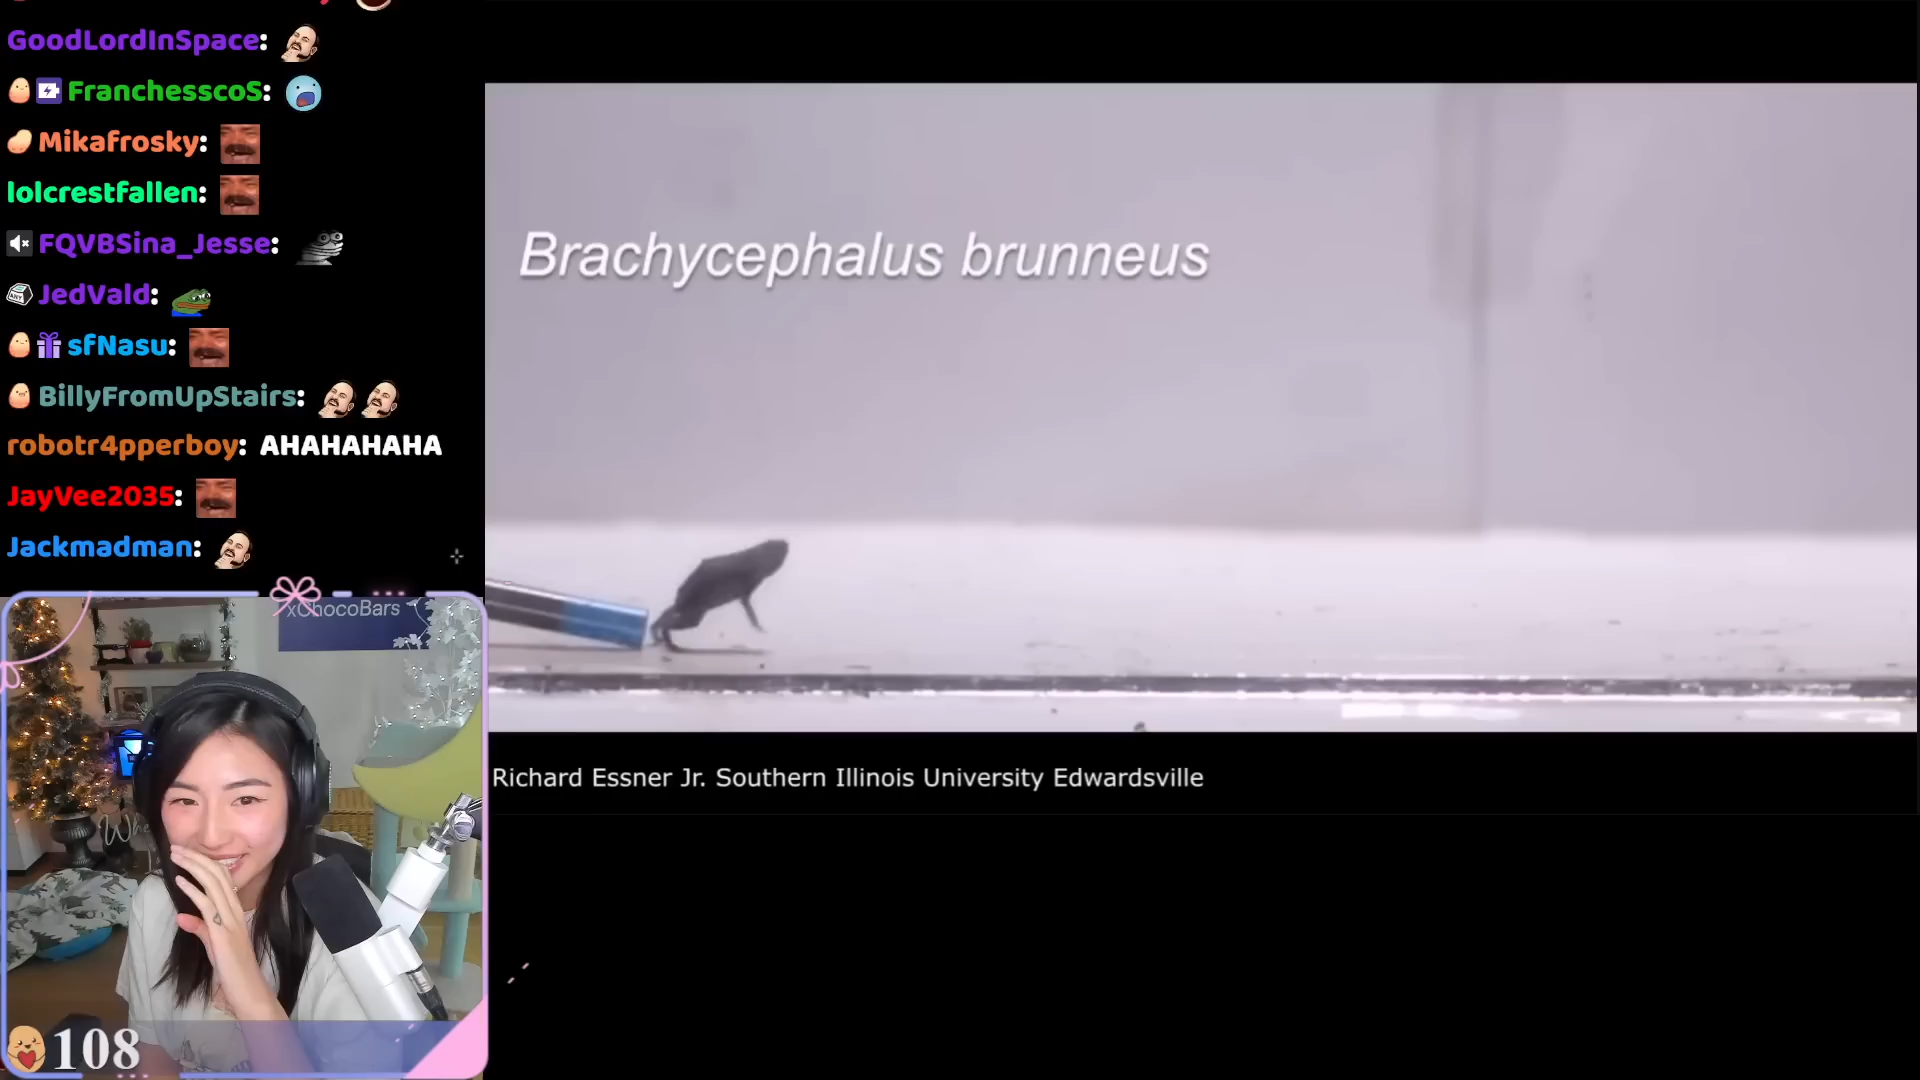 GoodLordInSpace:
FranchesscoS:
Mikafrosky:
lolcrestfallen:
FQVBSina_Jesse:
JedVald:
sfNasu:
BillyFromUpStairs:
robotr4pperboy: AHAHAHAHA
JayVee2035:
Jackmadman:
xChocoBars
108
Brachycephalus brunneus
Richard Essner Jr. Southern Illinois University Edwardsville